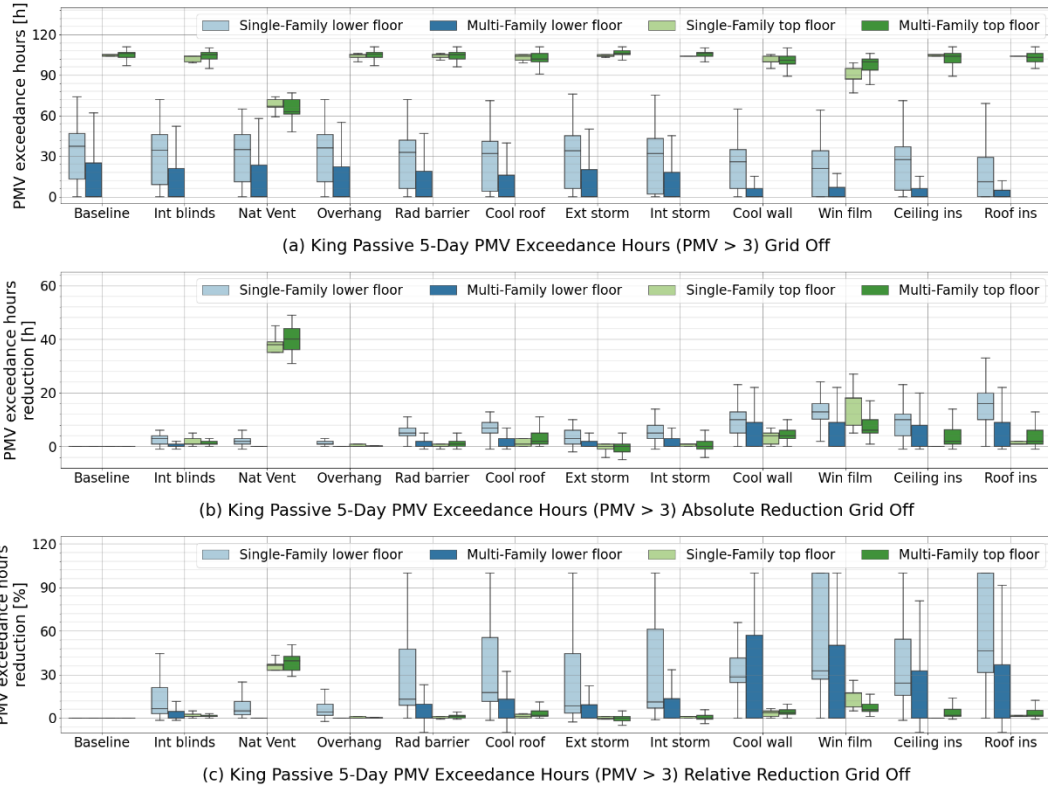 PMV exceedance hours [h]
Single-Family lower floor Multi-Family lower floor Single-Family top floor Multi-Family top floor
120
90
60
30
0
Baseline Int blinds Nat Vent Overhang Rad barrier Cool roof Ext storm Int storm Cool wall Win film Ceiling ins Roof ins
(a) King Passive 5-Day PMV Exceedance Hours (PMV > 3) Grid Off
PMV exceedance hours
reduction [h]
Single-Family lower floor Multi-Family lower floor Single-Family top floor Multi-Family top floor
60
40
20
0
Baseline Int blinds Nat Vent Overhang Rad barrier Cool roof Ext storm Int storm Cool wall Win film Ceiling ins Roof ins
(b) King Passive 5-Day PMV Exceedance Hours (PMV > 3) Absolute Reduction Grid Off
PMV exceedance hours
reduction [%]
Single-Family lower floor Multi-Family lower floor Single-Family top floor Multi-Family top floor
120
90
60
30
0
Baseline Int blinds Nat Vent Overhang Rad barrier Cool roof Ext storm Int storm Cool wall Win film Ceiling ins Roof ins
(c) King Passive 5-Day PMV Exceedance Hours (PMV > 3) Relative Reduction Grid Off